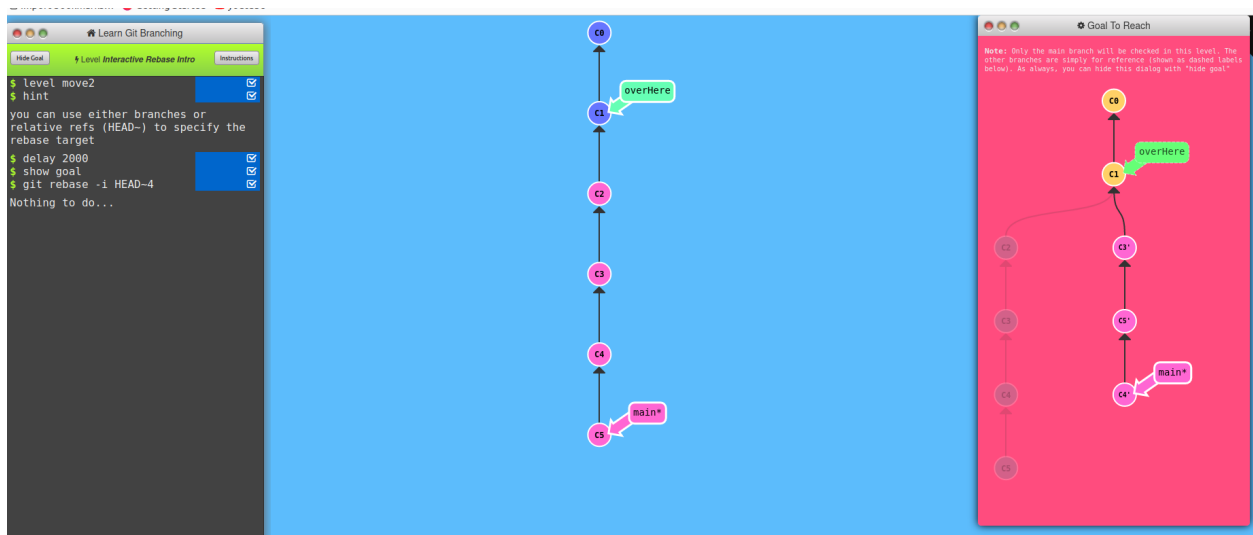 Learn Git Branching
Hide Goal
Level Interactive Rebase Intro
Instructions
$ level move2
$ hint
you can use either branches or
relative refs (HEAD~) to specify the
rebase target
$ delay 2000
$ show goal
$ git rebase -i HEAD~4
Nothing to do...
C0
overHere
C1
C2
C3
C4
main*
C5
Goal To Reach
Note: Only the main branch will be checked in this level. The
other branches are simply for reference (shown as dashed labels
below). As always, you can hide this dialog with "hide goal"
C0
overHere
C1
C2
C3'
C3
C5'
main*
C4
C4'
C5